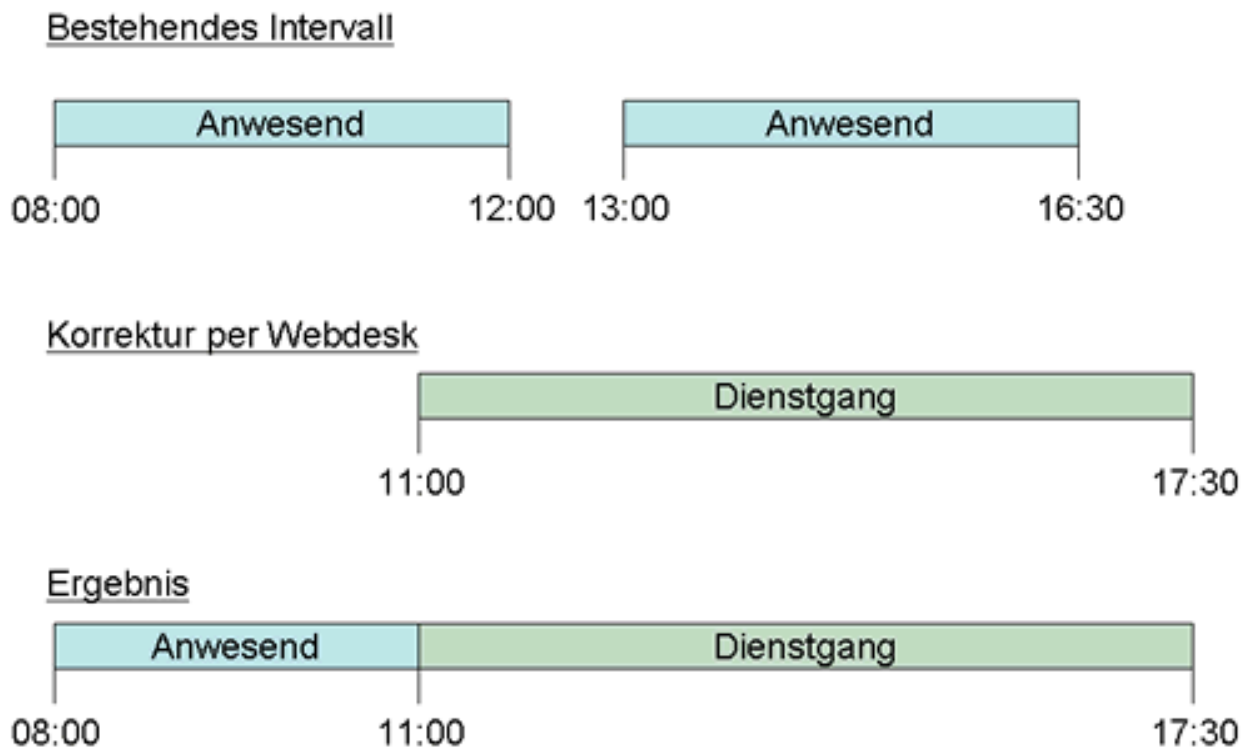 Bestehendes Intervall
Anwesend Anwesend
08:00 12:00 13:00 16:30
Korrektur per Webdesk
Dienstgang
11:00 17:30
Ergebnis
Anwesend Dienstgang
08:00 11:00 17:30